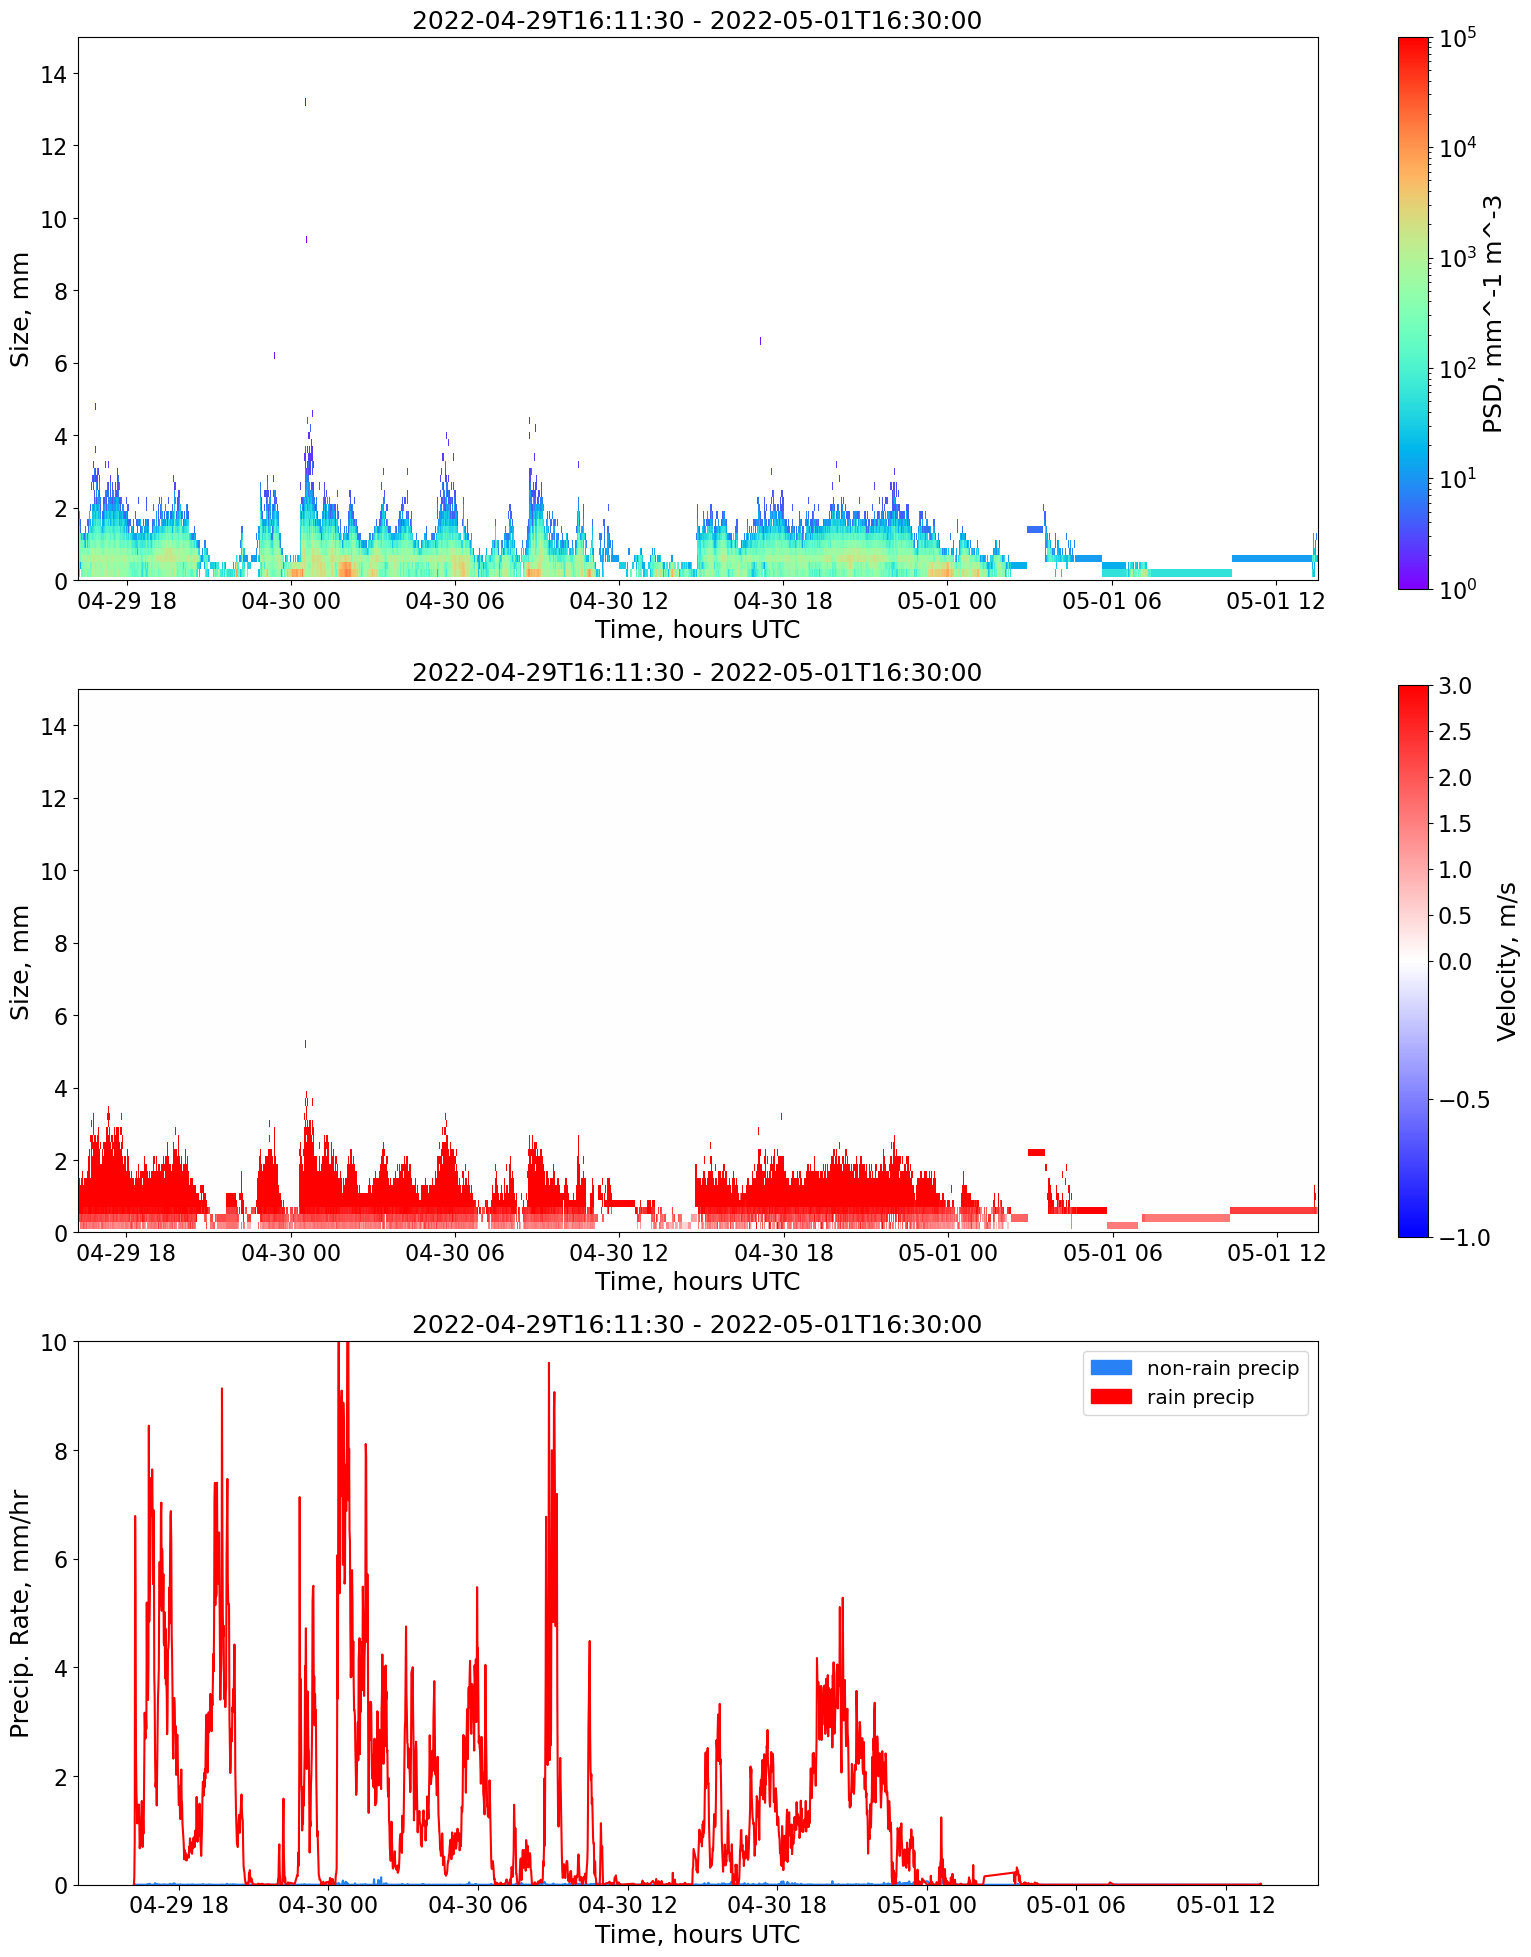 2022-04-29T16:11:30 - 2022-05-01T16:30:00
14
12
10
8
6
4
2
0
Size, mm
04-29 18 04-30 00 04-30 06 04-30 12 04-30 18 05-01 00 05-01 06 05-01 12
Time, hours UTC
10^5
10^4
10^3
10^2
10^1
10^0
PSD, mm^-1 m^-3
2022-04-29T16:11:30 - 2022-05-01T16:30:00
14
12
10
8
6
4
2
0
Size, mm
04-29 18 04-30 00 04-30 06 04-30 12 04-30 18 05-01 00 05-01 06 05-01 12
Time, hours UTC
3.0
2.5
2.0
1.5
1.0
0.5
0.0
−0.5
−1.0
Velocity, m/s
2022-04-29T16:11:30 - 2022-05-01T16:30:00
10
8
6
4
2
0
Precip. Rate, mm/hr
non-rain precip
rain precip
04-29 18 04-30 00 04-30 06 04-30 12 04-30 18 05-01 00 05-01 06 05-01 12
Time, hours UTC